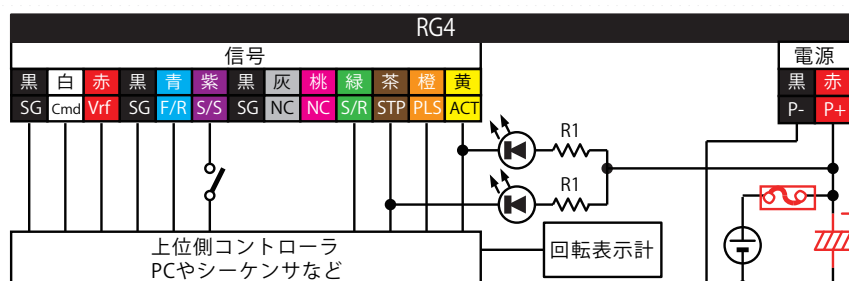 RG4
信号
電源
黒 白 赤 黒 青 紫 黒 灰 桃 緑 茶 橙 黄
黒 赤
SG Cmd Vrf SG F/R S/S SG NC NC S/R STP PLS ACT
P- P+
R1
R1
上位側コントローラ
PCやシーケンサなど
回転表示計